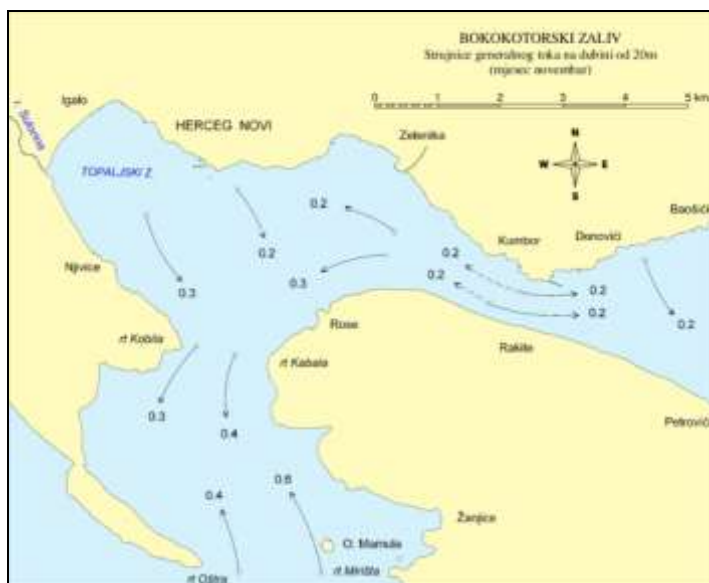 BOKOKOTORSKI ZALIV
Strujnice generalnog toka na dubini od 20m
(mjesec novembar)
0 1 2 3 4 5 km
Igalo
Sutorina
HERCEG NOVI
Zelenika
N
W E
S
TOPALJSKI Z
Baošići
0.2
Kumbor
Đenovići
0.2
0.2
Njivice
0.3
0.3
0.2
0.2
0.2
0.2
rt Kobila
Rose
rt Kabala
Rakite
0.3
0.4
Petrovići
0.6
0.4
Žanjice
O. Mamula
rt Oštra
rt Mirišta